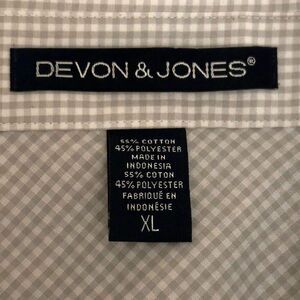 DEVON & JONES®
55% COTTON
45% POLYESTER
MADE IN
INDONESIA
55% COTON
45% POLYESTER
FABRIQUÉ EN
INDONÉSIE
XL